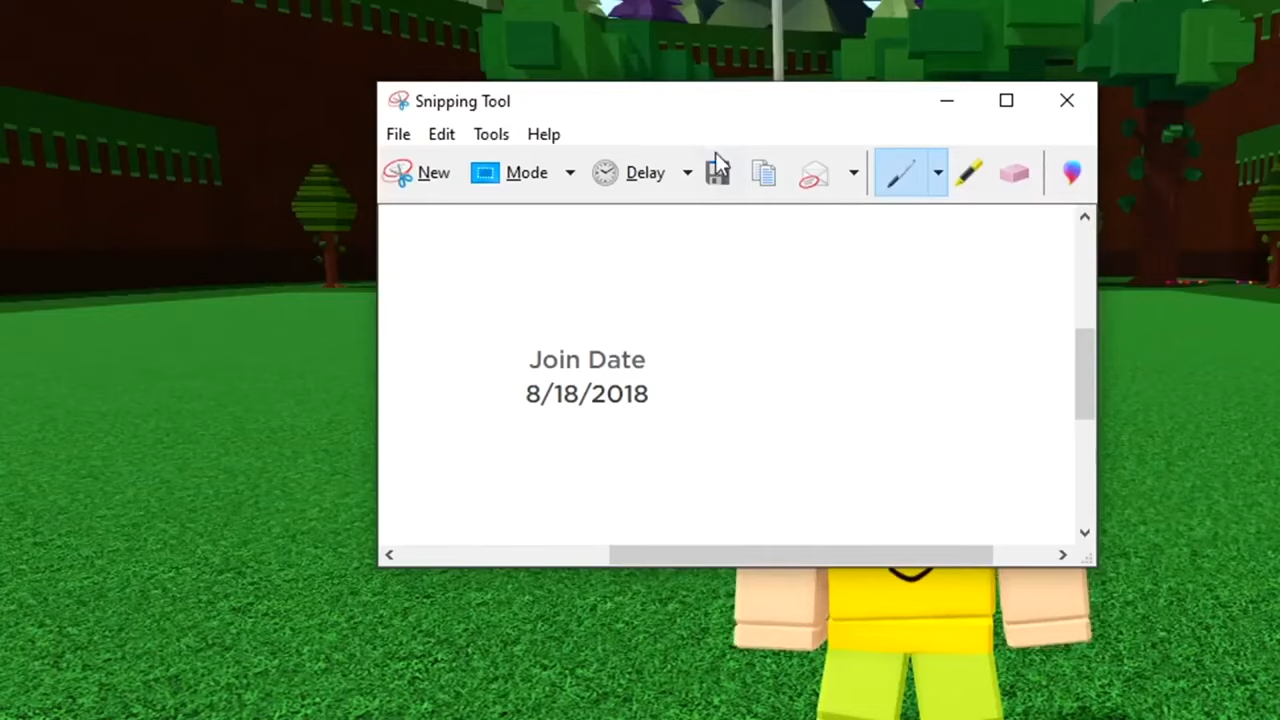 Snipping Tool
File Edit Tools Help
New Mode Delay
Join Date
8/18/2018